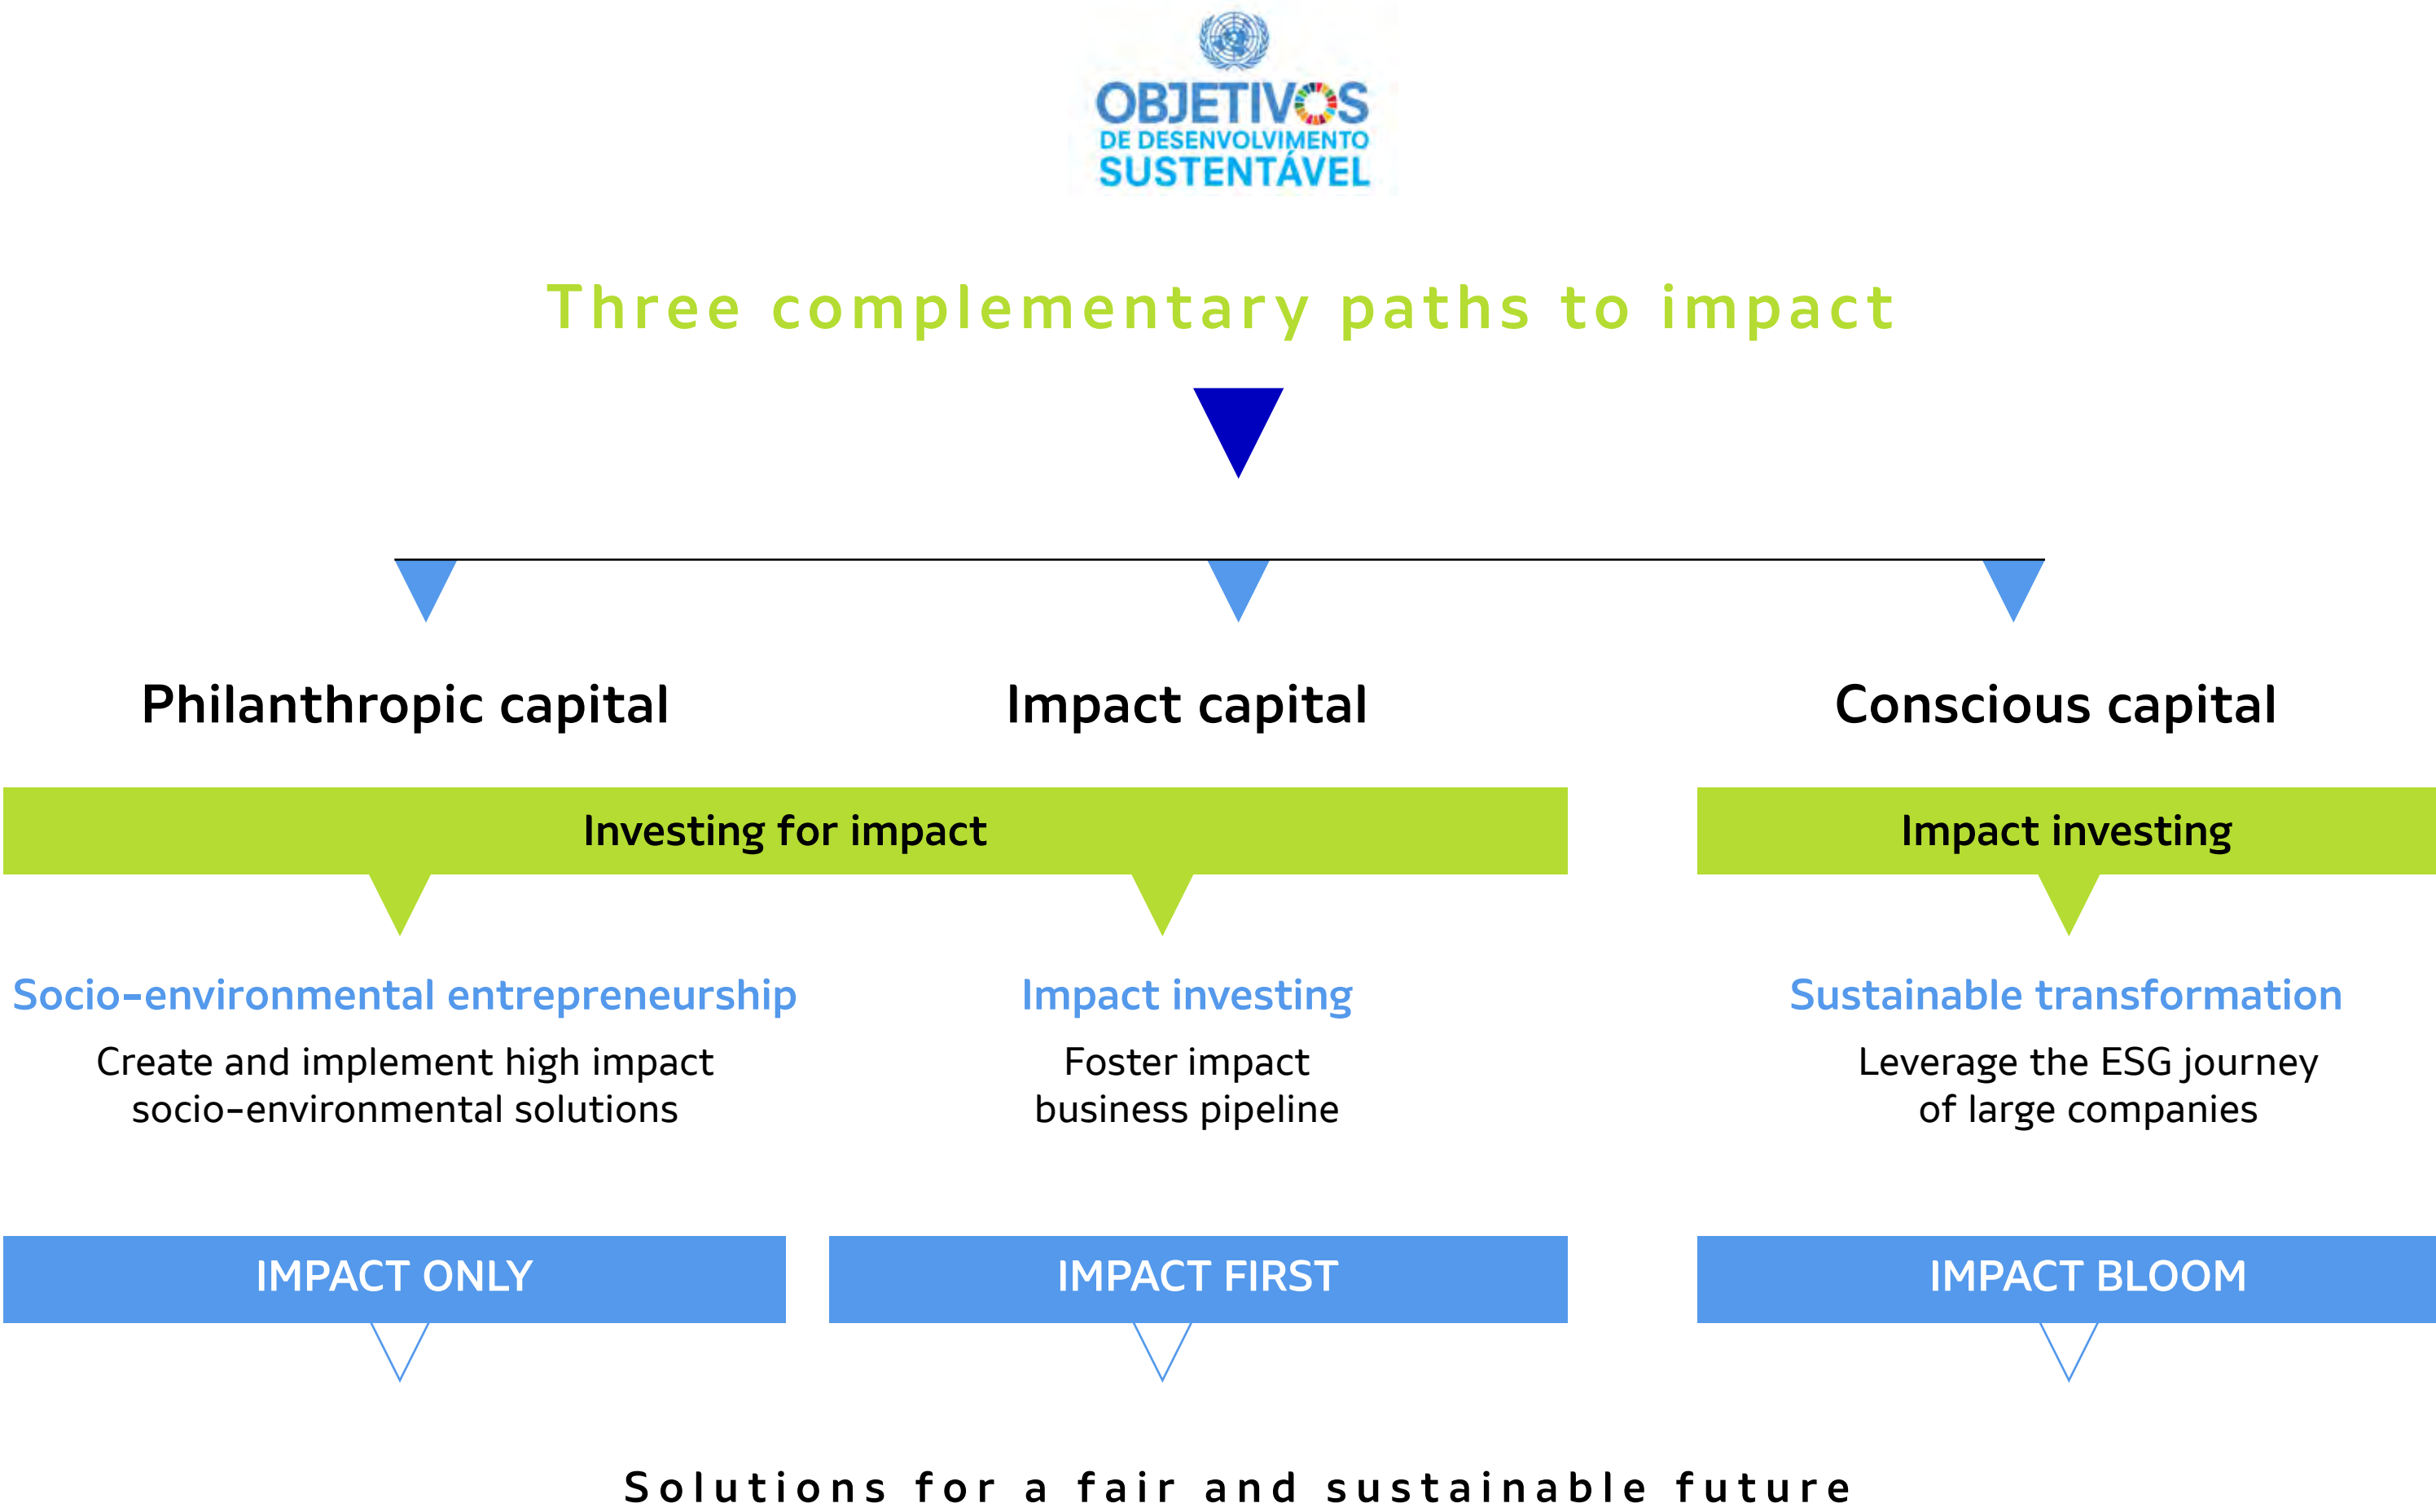 OBJETIVOS
DE DESENVOLVIMENTO
SUSTENTÁVEL
Three complementary paths to impact
Philanthropic capital
Impact capital
Conscious capital
Investing for impact
Impact investing
Socio-environmental entrepreneurship
Create and implement high impact
socio-environmental solutions
Impact investing
Foster impact
business pipeline
Sustainable transformation
Leverage the ESG journey
of large companies
IMPACT ONLY
IMPACT FIRST
IMPACT BLOOM
Solutions for a fair and sustainable future